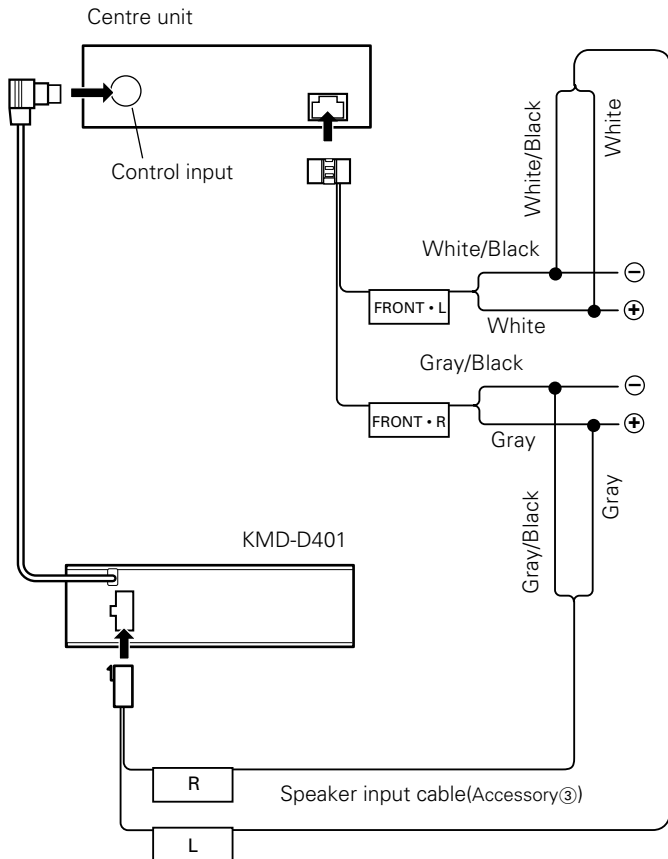 Centre unit
Control input
White/Black
White
White/Black
⊖
FRONT • L
⊕
White
Gray/Black
⊖
FRONT • R
⊕
Gray
Gray/Black
Gray
KMD-D401
R
Speaker input cable(Accessory③)
L